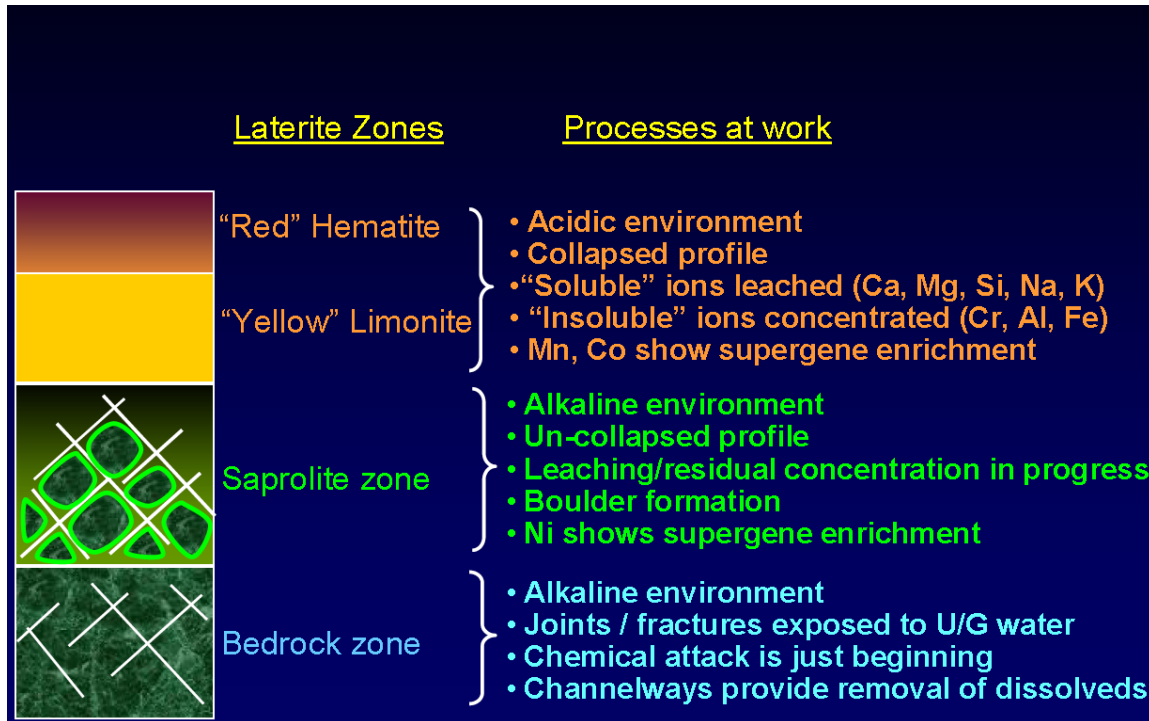 Laterite Zones
Processes at work
“Red” Hematite
“Yellow” Limonite
• Acidic environment
• Collapsed profile
•“Soluble” ions leached (Ca, Mg, Si, Na, K)
• “Insoluble” ions concentrated (Cr, Al, Fe)
• Mn, Co show supergene enrichment
Saprolite zone
• Alkaline environment
• Un-collapsed profile
• Leaching/residual concentration in progress
• Boulder formation
• Ni shows supergene enrichment
Bedrock zone
• Alkaline environment
• Joints / fractures exposed to U/G water
• Chemical attack is just beginning
• Channelways provide removal of dissolveds